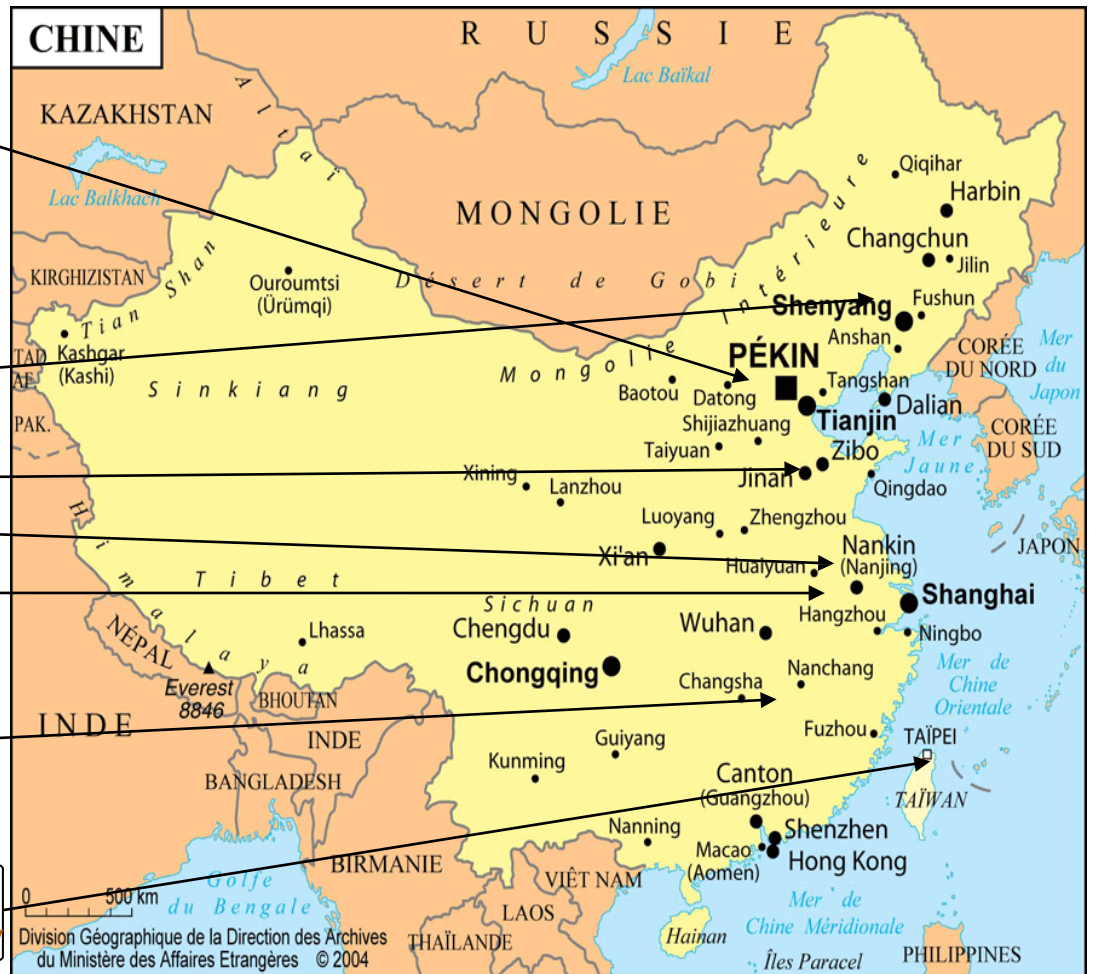 CHINE
R U S S I E
Lac Baïkal
Altaï
KAZAKHSTAN
Lac Balkhach
MONGOLIE
Qiqihar
Harbin
Changchun
Jilin
KIRGHIZISTAN
Tian Shan
Ouroumtsi
(Ürümqi)
Désert de Gobi
Mongolie Intérieure
Shenyang
Fushun
Anshan
TAD
AE.
Kashgar
(Kashi)
Sinkiang
PÉKIN
Baotou
Datong
Tangshan
Tianjin
Dalian
CORÉE
DU NORD
Mer
du
Japon
PAK.
Shijiazhuang
Taiyuan
Zibo
Jinan
Mer
Jaune
CORÉE
DU SUD
Xining
Lanzhou
Qingdao
Luoyang
Zhengzhou
Xi'an
Huaiyuan
Nankin
(Nanjing)
JAPON
Himalaya
Tibet
Sichuan
Shanghai
Hangzhou
Ningbo
NÉPAL
Lhassa
Chengdu
Wuhan
Chongqing
Everest
8846
BHOUTAN
Changsha
Nanchang
Mer de
Chine
Orientale
INDE
INDE
Guiyang
Kunming
Fuzhou
TAÏPEI
BANGLADESH
Canton
(Guangzhou)
TAÏWAN
Nanning
Shenzhen
Macao
(Aomen)
Hong Kong
BIRMANIE
VIÊT NAM
Golfe
du Bengale
0 500 km
LAOS
Mer de
Chine Méridionale
THAÏLANDE
Hainan
Îles Paracel
PHILIPPINES
Division Géographique de la Direction des Archives
du Ministère des Affaires Etrangères © 2004